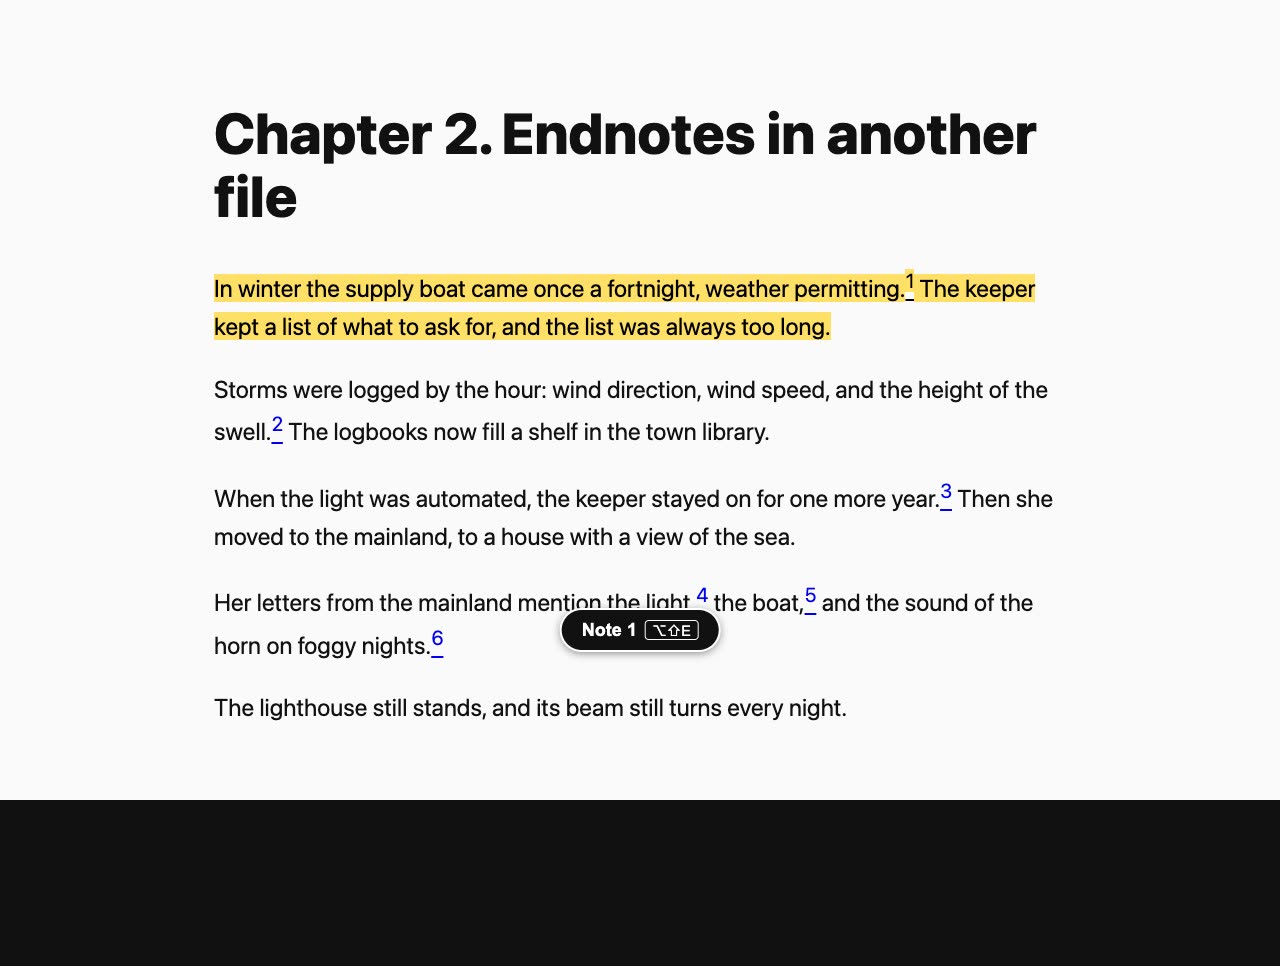 Chapter 2. Endnotes in another
file
In winter the supply boat came once a fortnight, weather permitting.1 The keeper
kept a list of what to ask for, and the list was always too long.
Storms were logged by the hour: wind direction, wind speed, and the height of the
swell.2 The logbooks now fill a shelf in the town library.
When the light was automated, the keeper stayed on for one more year.3 Then she
moved to the mainland, to a house with a view of the sea.
Her letters from the mainland mention the light,4 the boat,5 and the sound of the
Note 1 ⌥⇧E
horn on foggy nights.6
The lighthouse still stands, and its beam still turns every night.